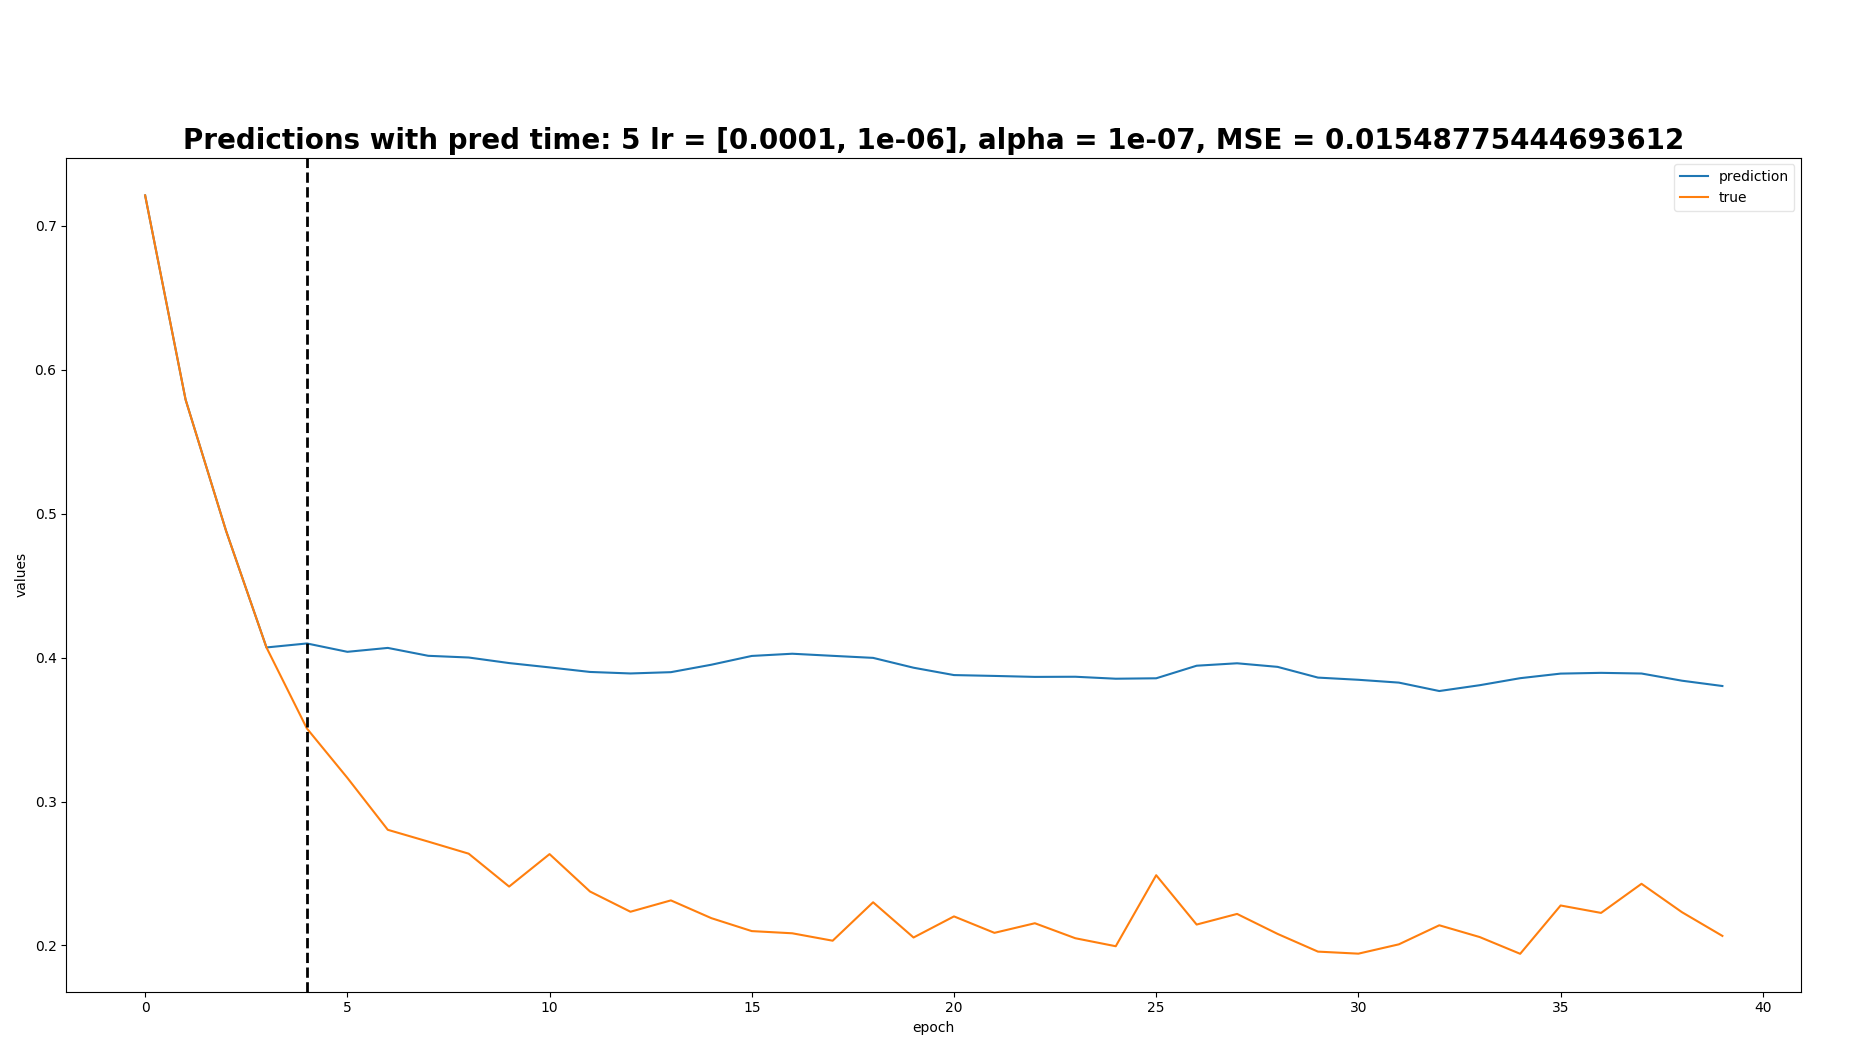 Predictions with pred time: 5 lr = [0.0001, 1e-06], alpha = 1e-07, MSE = 0.01548775444693612
prediction
true
0.7
0.6
0.5
0.4
0.3
0.2
values
0 5 10 15 20 25 30 35 40
epoch